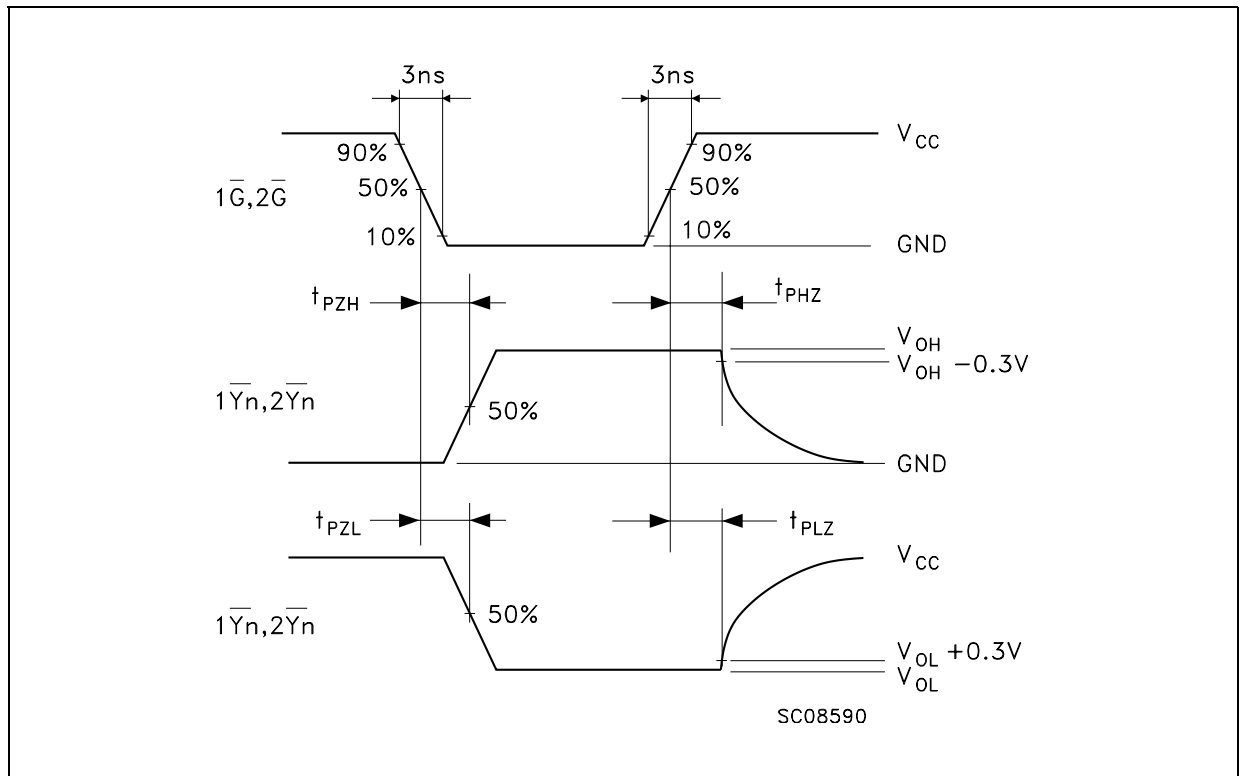 3ns 3ns
V_CC
90% 90%
1G̅,2G̅ 50% 50%
10% 10%
GND
t_PZH t_PHZ
V_OH
V_OH −0.3V
1Y̅n̅,2Y̅n̅ 50%
GND
t_PZL t_PLZ
V_CC
50%
1Y̅n̅,2Y̅n̅
V_OL +0.3V
V_OL
SC08590